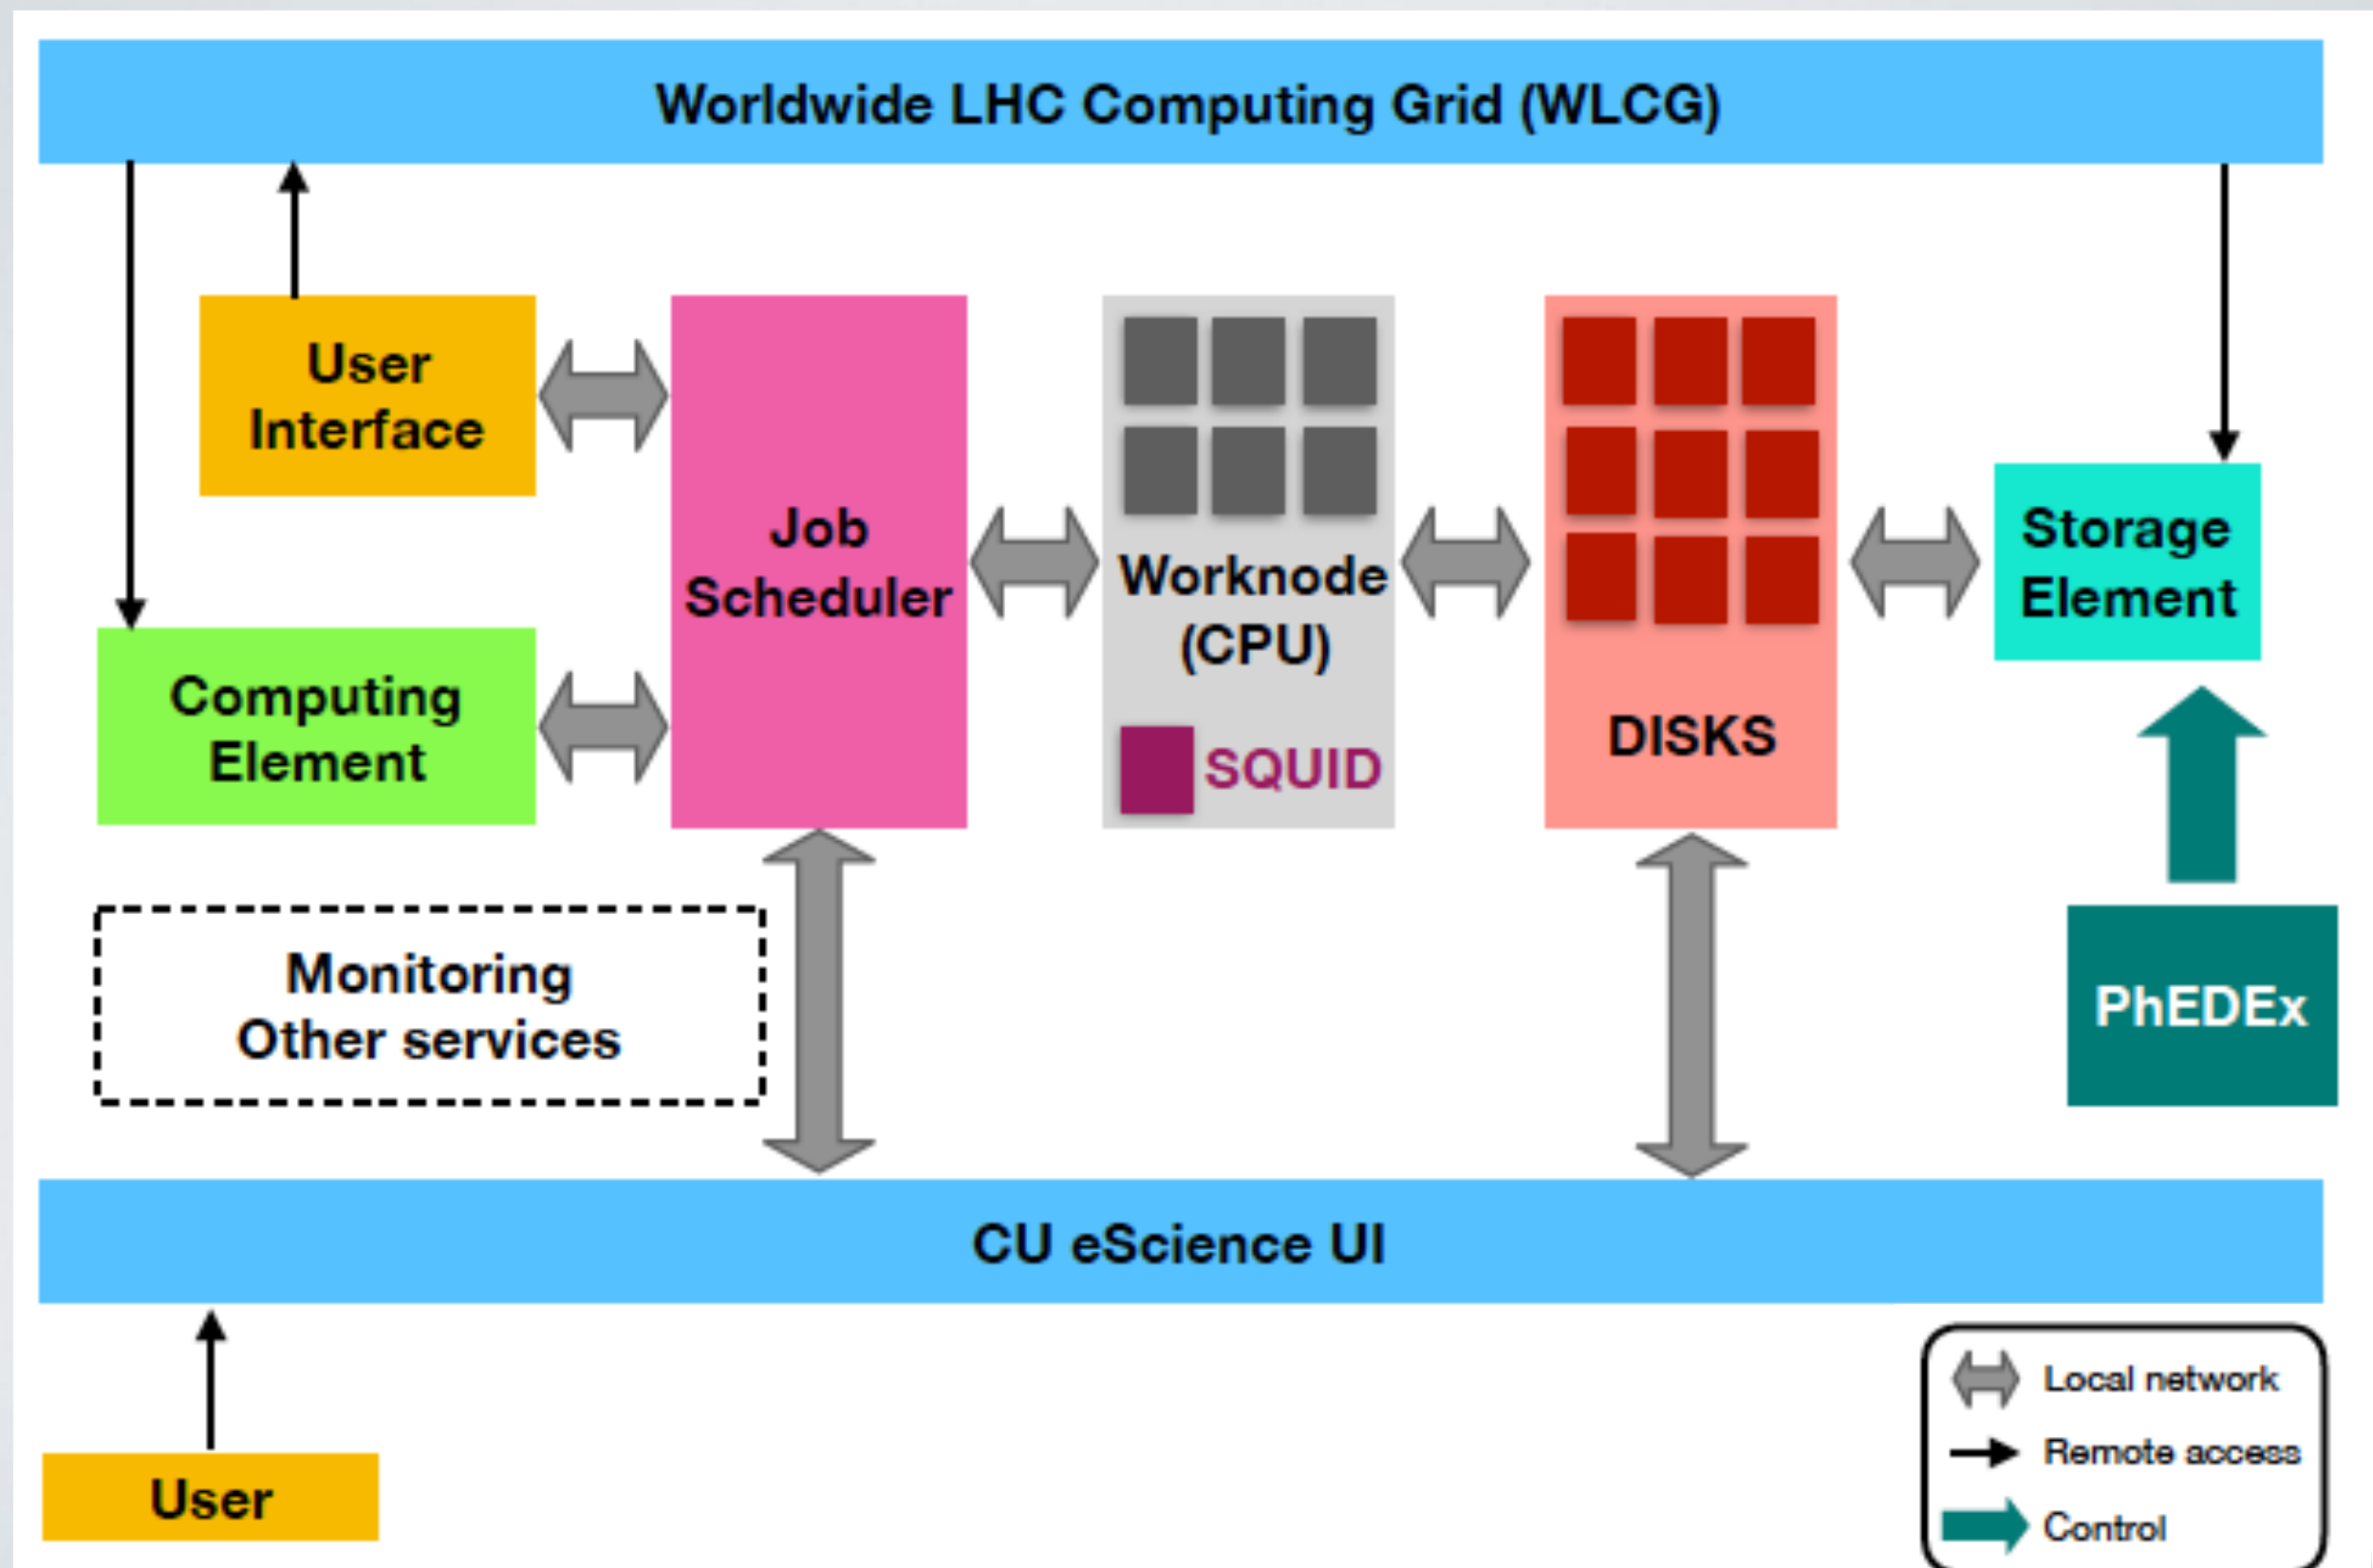 Worldwide LHC Computing Grid (WLCG)
User
Interface
Job
Scheduler
Worknode
(CPU)
SQUID
DISKS
Storage
Element
Computing
Element
Monitoring
Other services
PhEDEx
CU eScience UI
User
Local network
Remote access
Control